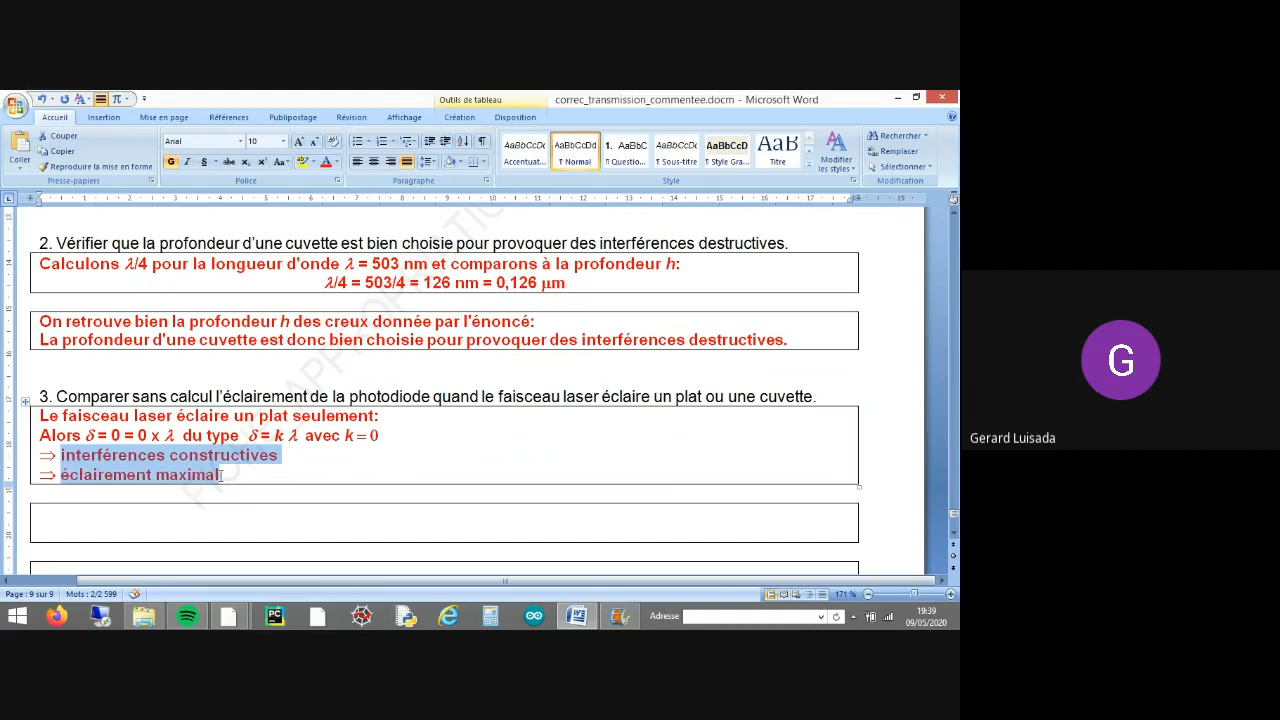 Outils de tableau
correc_transmission_commentee.docm - Microsoft Word
Accueil Insertion Mise en page Références Publipostage Révision Affichage Création Disposition
Coller
Couper
Copier
Reproduire la mise en forme
Presse-papiers
Arial 10
Police
Paragraphe
AaBbCcDc AaBbCcDd 1. AaBbC AaBbCcDc AaBbCcD AaB
Accentuat... ¶ Normal ¶ Questio... ¶ Sous-titre ¶ Style Gra... Titre
Modifier les styles
Style
Rechercher
Remplacer
Sélectionner
Modification
2. Vérifier que la profondeur d'une cuvette est bien choisie pour provoquer des interférences destructives.
Calculons λ/4 pour la longueur d'onde λ = 503 nm et comparons à la profondeur h:
λ/4 = 503/4 = 126 nm = 0,126 μm
On retrouve bien la profondeur h des creux donnée par l'énoncé:
La profondeur d'une cuvette est donc bien choisie pour provoquer des interférences destructives.
3. Comparer sans calcul l'éclairement de la photodiode quand le faisceau laser éclaire un plat ou une cuvette.
Le faisceau laser éclaire un plat seulement:
Alors δ = 0 = 0 x λ du type δ = k λ avec k = 0
⇒ interférences constructives
⇒ éclairement maximal
Page : 9 sur 9 Mots : 2/2 599 171 %
Adresse
19:39
09/05/2020
G
Gerard Luisada